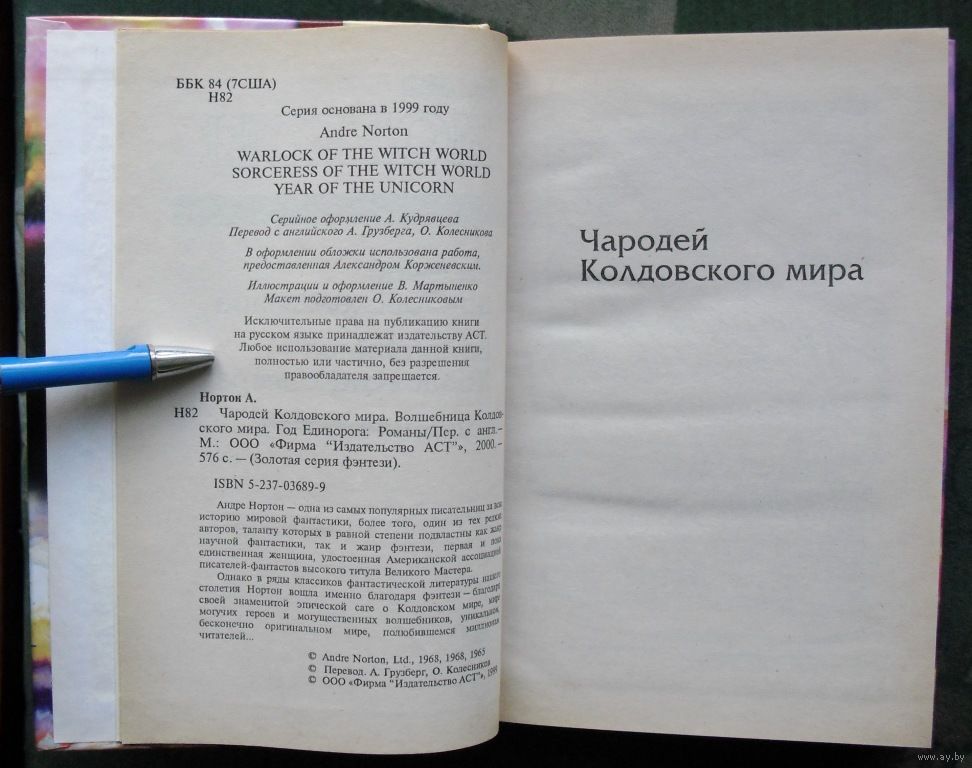 ББК 84 (7США)
Н82
Серия основана в 1999 году
Andre Norton
WARLOCK OF THE WITCH WORLD
SORCERESS OF THE WITCH WORLD
YEAR OF THE UNICORN
Серийное оформление А. Кудрявцева
Перевод с английского А. Грузберга, О. Колесникова
В оформлении обложки использована работа,
предоставленная Александром Корженевским.
Иллюстрации и оформление В. Мартыненко
Макет подготовлен О. Колесниковым
Исключительные права на публикацию книги
на русском языке принадлежат издательству АСТ.
Любое использование материала данной книги,
полностью или частично, без разрешения
правообладателя запрещается.
Нортон А.
Н82 Чародей Колдовского мира. Волшебница Колдов-
ского мира. Год Единорога: Романы/Пер. с англ.–
М.: ООО «Фирма “Издательство АСТ”», 2000.–
576 с. — (Золотая серия фэнтези).
ISBN 5-237-03689-9
Андре Нортон — одна из самых популярных писательниц за всю
историю мировой фантастики, более того, один из тех редких
авторов, таланту которых в равной степени подвластны как жанр
научной фантастики, так и жанр фэнтези, первая и пока
единственная женщина, удостоенная Американской ассоциацией
писателей-фантастов высокого титула Великого Мастера.
Однако в ряды классиков фантастической литературы нашего
столетия Нортон вошла именно благодаря фэнтези — благодаря
своей знаменитой эпической саге о Колдовском мире, мире
могучих героев и могущественных волшебников, уникальном,
бесконечно оригинальном мире, полюбившемся миллионам
читателей...
© Andre Norton, Ltd., 1968, 1968, 1965
© Перевод. А. Грузберг, О. Колесников
© ООО «Фирма “Издательство АСТ”», 1999
Чародей
Колдовского мира
www.ay.by